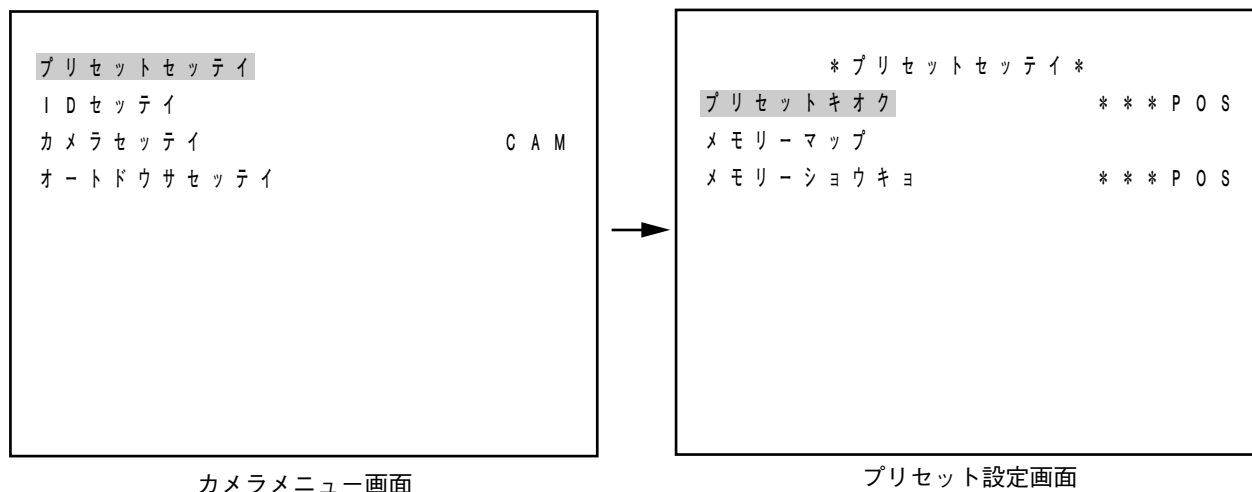 プリセットセッテイ
IDセッテイ
カメラセッテイ CAM
オートドウサセッテイ
カメラメニュー画面
*プリセットセッテイ*
プリセットキオク ***POS
メモリーマップ
メモリーショウキョ ***POS
プリセット設定画面